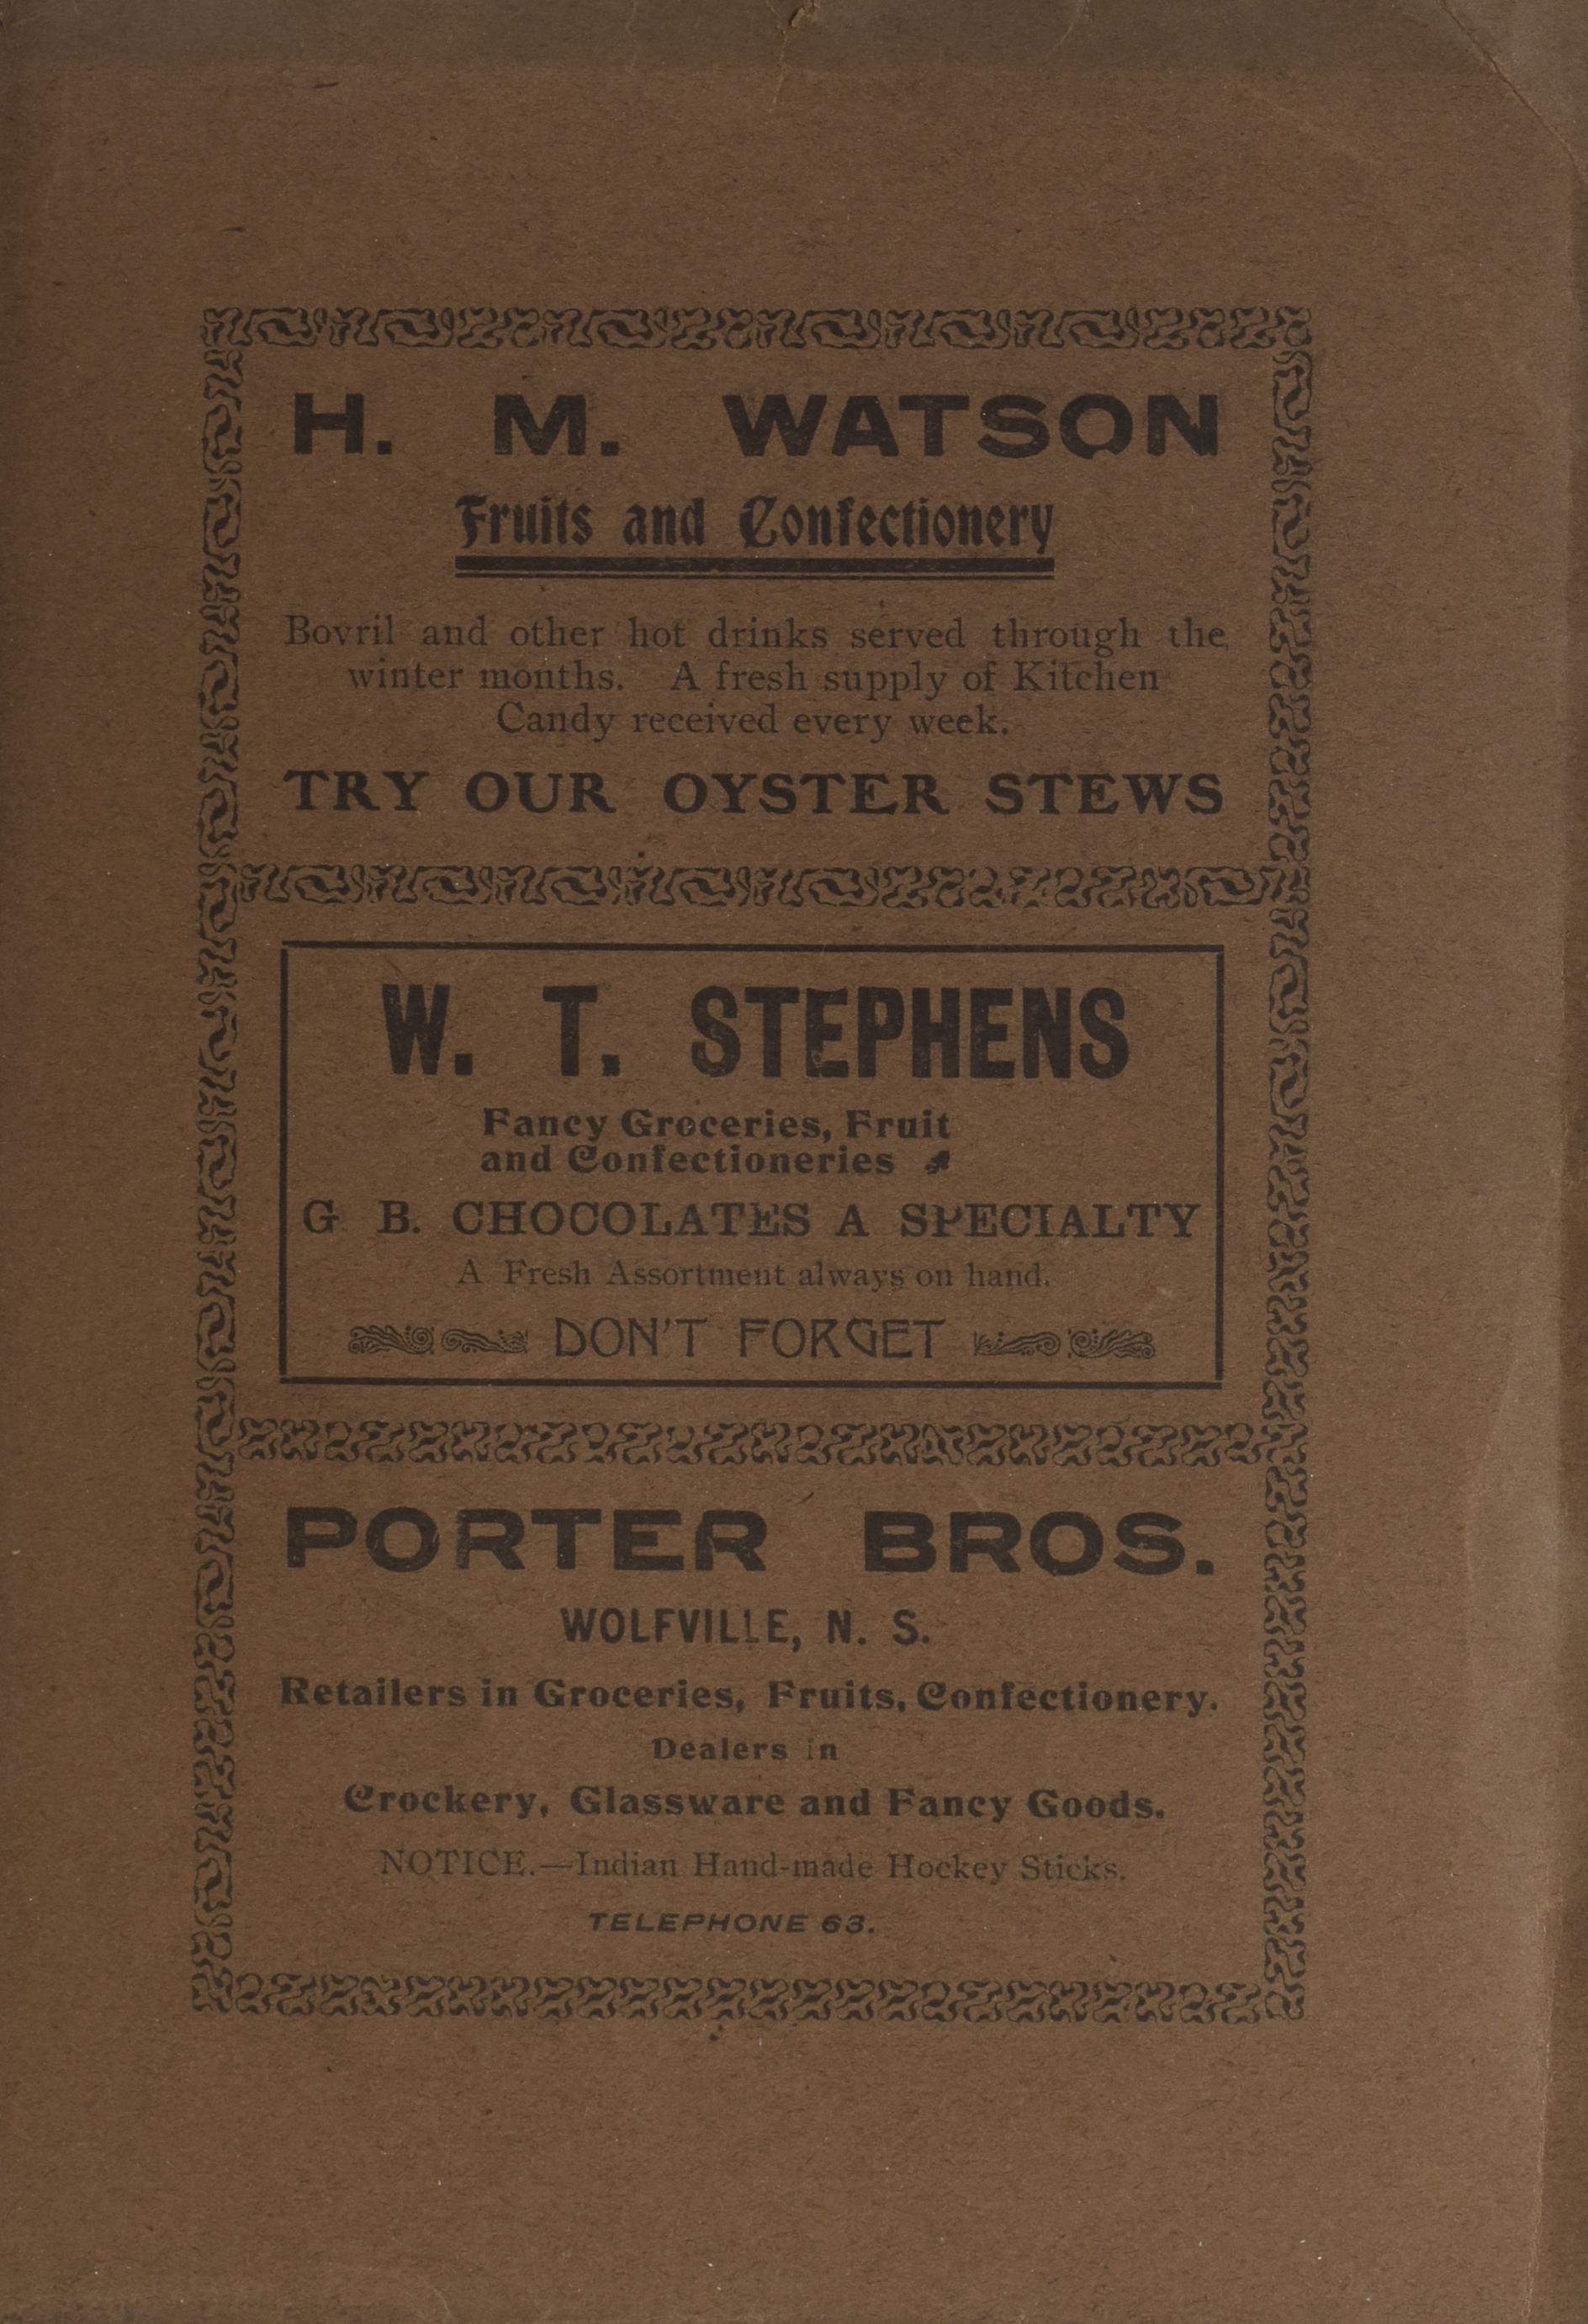 H. M. WATSON
Fruits and Confectionery
Bovril and other hot drinks served through the
winter months. A fresh supply of Kitchen
Candy received every week.
TRY OUR OYSTER STEWS
W. T. STEPHENS
Fancy Groceries, Fruit
and Confectioneries
G B. CHOCOLATES A SPECIALTY
A Fresh Assortment always on hand.
DON'T FORGET
PORTER BROS.
WOLFVILLE, N. S.
Retailers in Groceries, Fruits, Confectionery.
Dealers in
Crockery, Glassware and Fancy Goods.
NOTICE.—Indian Hand-made Hockey Sticks.
TELEPHONE 63.